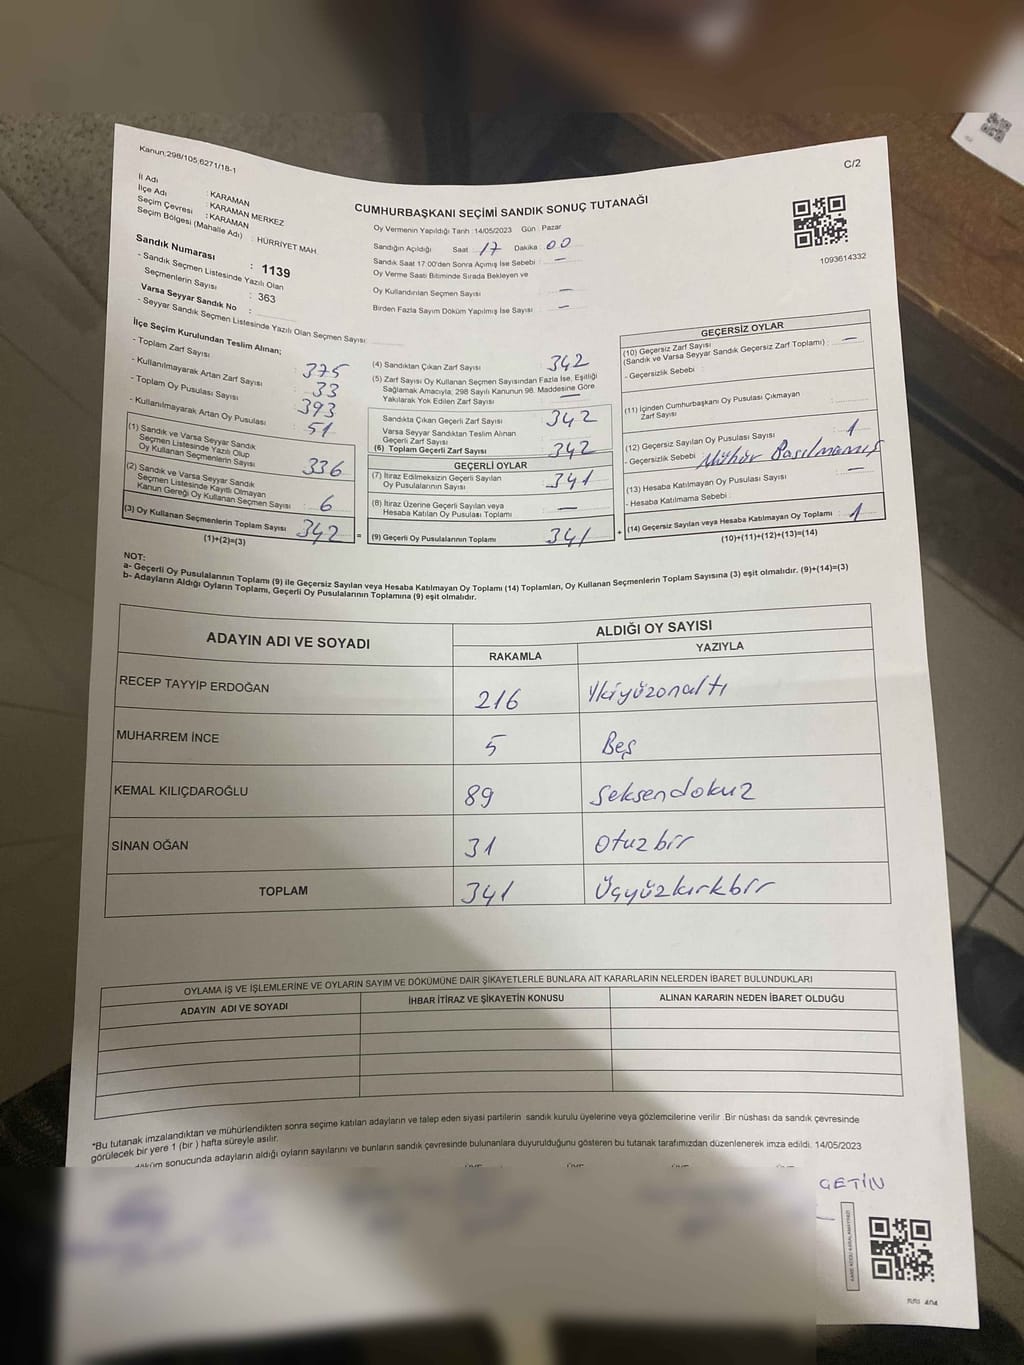 Kanun;298/105,6271/18-1
C/2
İl Adı : KARAMAN
İlçe Adı : KARAMAN MERKEZ
Seçim Çevresi : KARAMAN
Seçim Bölgesi (Mahalle Adı) : HÜRRİYET MAH.
Sandık Numarası : 1139
- Sandık Seçmen Listesinde Yazılı Olan
Seçmenlerin Sayısı : 363
Varsa Seyyar Sandık No :
- Seyyar Sandık Seçmen Listesinde Yazılı Olan Seçmen Sayısı:
CUMHURBAŞKANI SEÇİMİ SANDIK SONUÇ TUTANAĞI
Oy Vermenin Yapıldığı Tarih :14/05/2023 Gün : Pazar
Sandığın Açıldığı Saat : 17 Dakika : 00
Sandık Saat 17.00'den Sonra Açımış İse Sebebi : —
Oy Verme Saati Bitiminde Sırada Bekleyen ve
Oy Kullandırılan Seçmen Sayısı : —
Birden Fazla Sayım Döküm Yapılmış İse Sayısı : —
1093614332
İlçe Seçim Kurulundan Teslim Alınan;
- Toplam Zarf Sayısı : 375
- Kullanılmayarak Artan Zarf Sayısı : 33
- Toplam Oy Pusulası Sayısı : 393
- Kullanılmayarak Artan Oy Pusulası : 51
(1) Sandık ve Varsa Seyyar Sandık
Seçmen Listesinde Yazılı Olup
Oy Kullanan Seçmenlerin Sayısı : 336
(2) Sandık ve Varsa Seyyar Sandık
Seçmen Listesinde Kayıtlı Olmayan
Kanun Gereği Oy Kullanan Seçmen Sayısı : 6
(3) Oy Kullanan Seçmenlerin Toplam Sayısı : 342
(1)+(2)=(3)
(4) Sandıktan Çıkan Zarf Sayısı : 342
(5) Zarf Sayısı Oy Kullanan Seçmen Sayısından Fazla İse, Eşitliği
Sağlamak Amacıyla; 298 Sayılı Kanunun 98. Maddesine Göre
Yakılarak Yok Edilen Zarf Sayısı : —
Sandıkta Çıkan Geçerli Zarf Sayısı : 342
Varsa Seyyar Sandıktan Teslim Alınan
Geçerli Zarf Sayısı :
(6) Toplam Geçerli Zarf Sayısı : 342
GEÇERLİ OYLAR
(7) İtiraz Edilmeksizin Geçerli Sayılan
Oy Pusulalarının Sayısı : 341
(8) İtiraz Üzerine Geçerli Sayılan veya
Hesaba Katılan Oy Pusulası Toplamı : —
= (9) Geçerli Oy Pusulalarının Toplamı : 341 +
GEÇERSİZ OYLAR
(10) Geçersiz Zarf Sayısı
(Sandık ve Varsa Seyyar Sandık Geçersiz Zarf Toplamı) : —
- Geçersizlik Sebebi :
(11) İçinden Cumhurbaşkanı Oy Pusulası Çıkmayan
Zarf Sayısı :
(12) Geçersiz Sayılan Oy Pusulası Sayısı : 1
- Geçersizlik Sebebi : Mühür Basılmamış
(13) Hesaba Katılmayan Oy Pusulası Sayısı : —
- Hesaba Katılmama Sebebi :
(14) Geçersiz Sayılan veya Hesaba Katılmayan Oy Toplamı : 1
(10)+(11)+(12)+(13)=(14)
NOT:
a- Geçerli Oy Pusulalarının Toplamı (9) ile Geçersiz Sayılan veya Hesaba Katılmayan Oy Toplamı (14) Toplamları, Oy Kullanan Seçmenlerin Toplam Sayısına (3) eşit olmalıdır. (9)+(14)=(3)
b- Adayların Aldığı Oyların Toplamı, Geçerli Oy Pusulalarının Toplamına (9) eşit olmalıdır.
ADAYIN ADI VE SOYADI
ALDIĞI OY SAYISI
RAKAMLA YAZIYLA
RECEP TAYYİP ERDOĞAN 216 İkiyüzonaltı
MUHARREM İNCE 5 Beş
KEMAL KILIÇDAROĞLU 89 Seksendokuz
SİNAN OĞAN 31 Otuzbir
TOPLAM 341 Üçyüzkırkbir
OYLAMA İŞ VE İŞLEMLERİNE VE OYLARIN SAYIM VE DÖKÜMÜNE DAİR ŞİKAYETLERLE BUNLARA AİT KARARLARIN NELERDEN İBARET BULUNDUKLARI
ADAYIN ADI VE SOYADI İHBAR İTİRAZ VE ŞİKAYETİN KONUSU ALINAN KARARIN NEDEN İBARET OLDUĞU
*Bu tutanak imzalandıktan ve mühürlendikten sonra seçime katılan adayların ve talep eden siyasi partilerin sandık kurulu üyelerine veya gözlemcilerine verilir .Bir nüshası da sandık çevresinde
görülecek bir yere 1 (bir ) hafta süreyle asılır.
döküm sonucunda adayların aldığı oyların sayılarını ve bunların sandık çevresinde bulunanlara duyurulduğunu gösteren bu tutanak tarafımızdan düzenlenerek imza edildi. 14/05/2023
ÇETİN